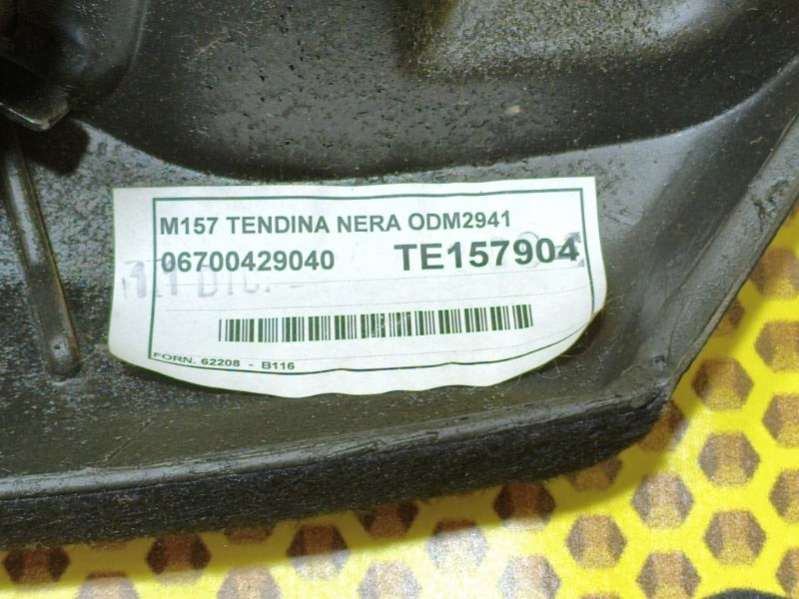 M157 TENDINA NERA ODM2941
06700429040 TE157904
FORN. 62208 - B116